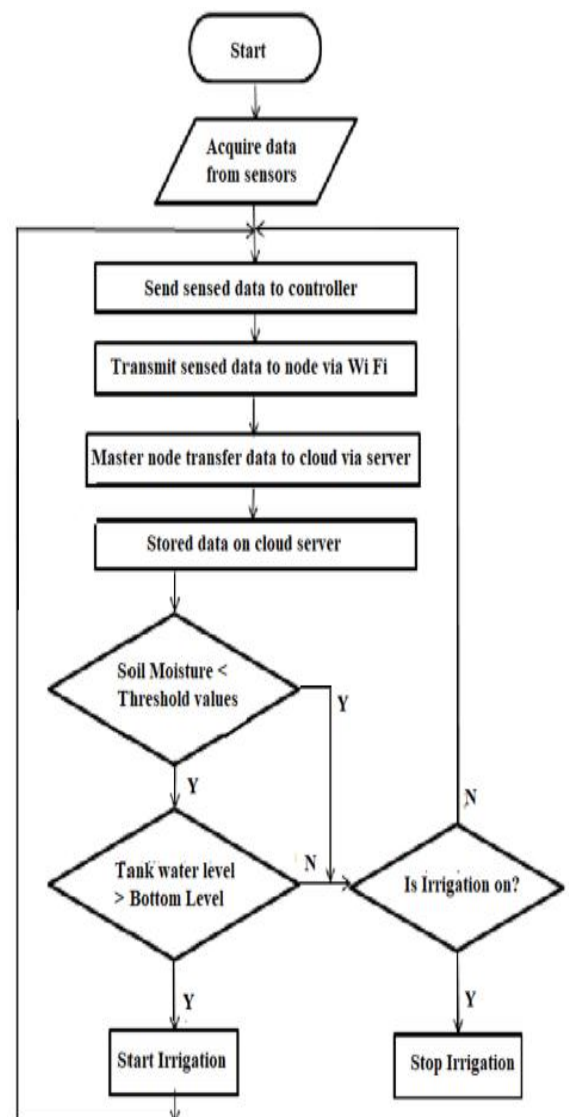 Start
Acquire data
from sensors
Send sensed data to controller
Transmit sensed data to node via Wi Fi
Master node transfer data to cloud via server
Stored data on cloud server
Soil Moisture <
Threshold values
Y
Y
N
Tank water level
> Bottom Level
N
Is Irrigation on?
Y
Y
Start Irrigation
Stop Irrigation